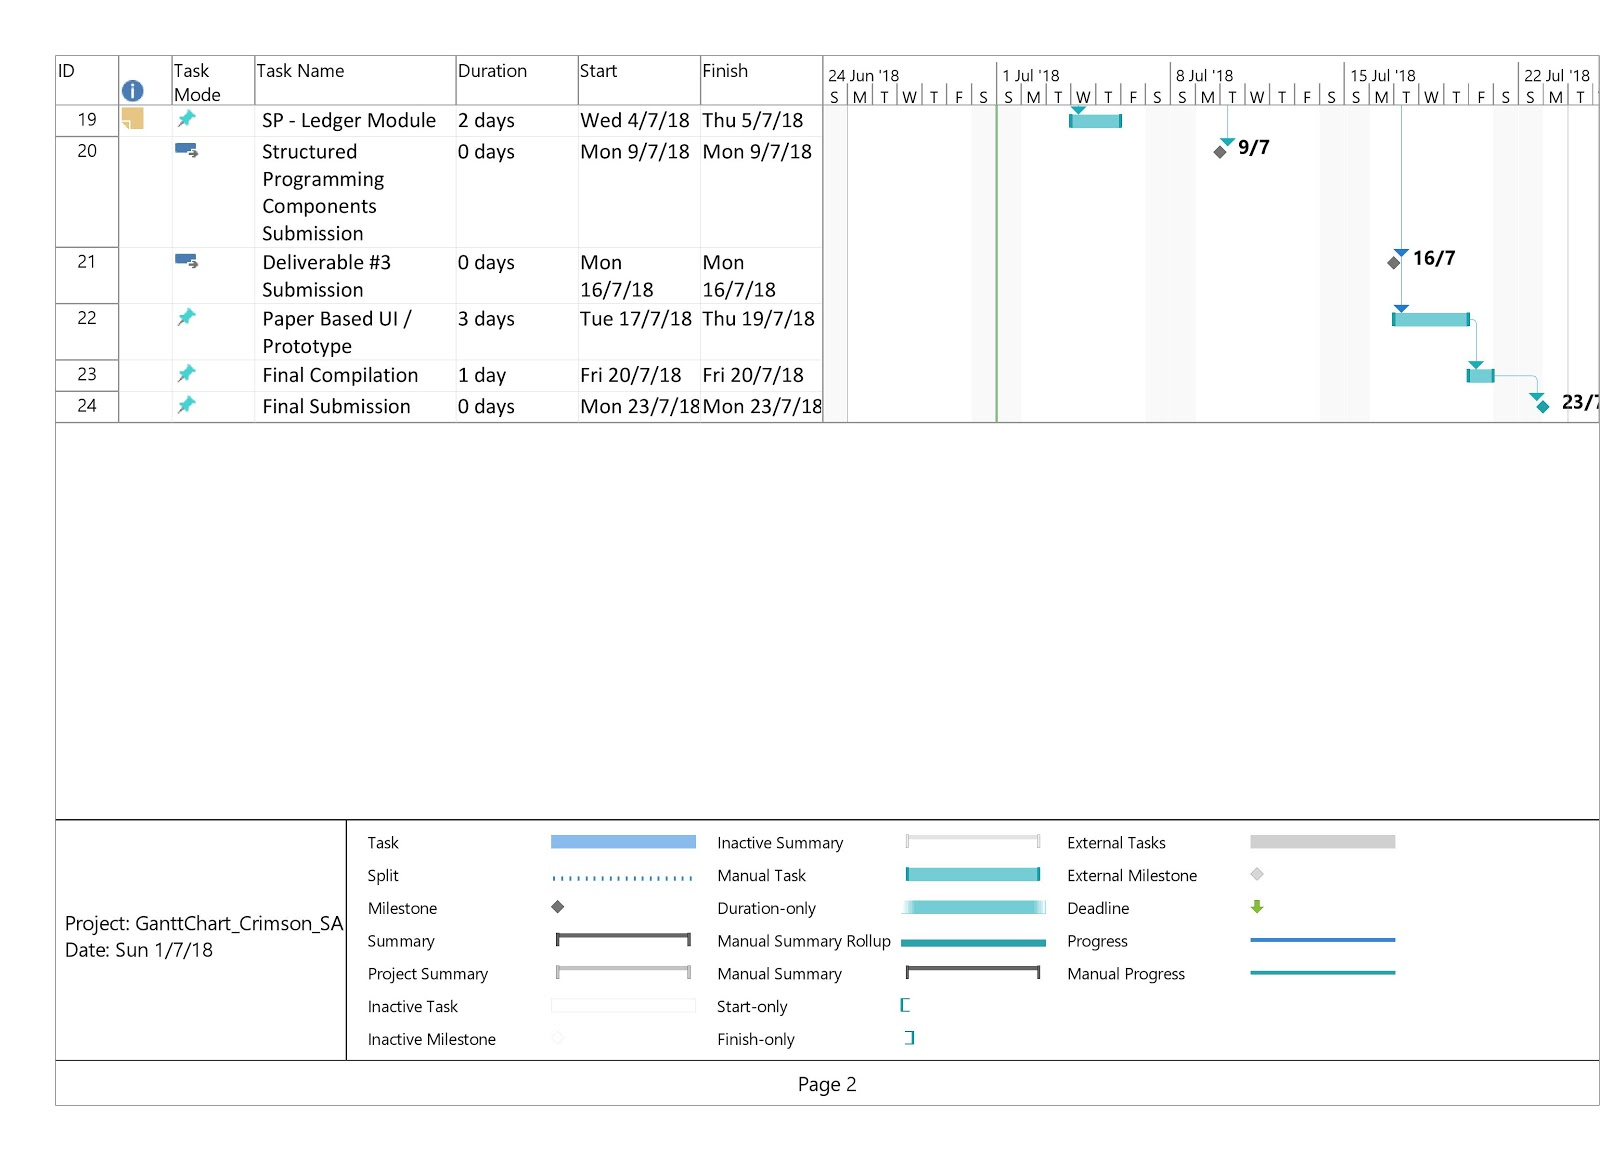 ID Task Mode Task Name Duration Start Finish 24 Jun '18 1 Jul '18 8 Jul '18 15 Jul '18 22 Jul '18
S M T W T F S S M T W T F S S M T W T F S S M T W T F S S M T
19 SP - Ledger Module 2 days Wed 4/7/18 Thu 5/7/18
20 Structured Programming Components Submission 0 days Mon 9/7/18 Mon 9/7/18 9/7
21 Deliverable #3 Submission 0 days Mon 16/7/18 Mon 16/7/18 16/7
22 Paper Based UI / Prototype 3 days Tue 17/7/18 Thu 19/7/18
23 Final Compilation 1 day Fri 20/7/18 Fri 20/7/18
24 Final Submission 0 days Mon 23/7/18 Mon 23/7/18 23/7
Project: GanttChart_Crimson_SA
Date: Sun 1/7/18
Task
Split
Milestone
Summary
Project Summary
Inactive Task
Inactive Milestone
Inactive Summary
Manual Task
Duration-only
Manual Summary Rollup
Manual Summary
Start-only
Finish-only
External Tasks
External Milestone
Deadline
Progress
Manual Progress
Page 2